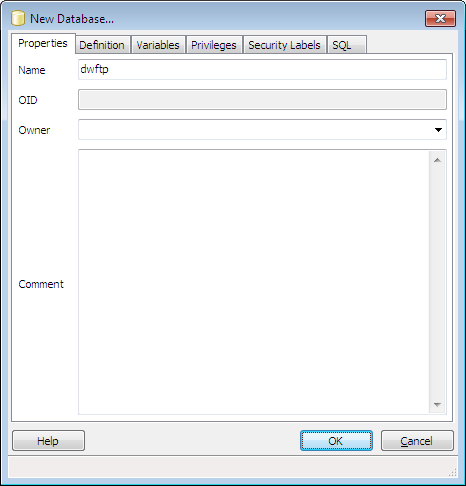 New Database...
Properties Definition Variables Privileges Security Labels SQL
Name dwftp
OID
Owner
Comment
Help OK Cancel